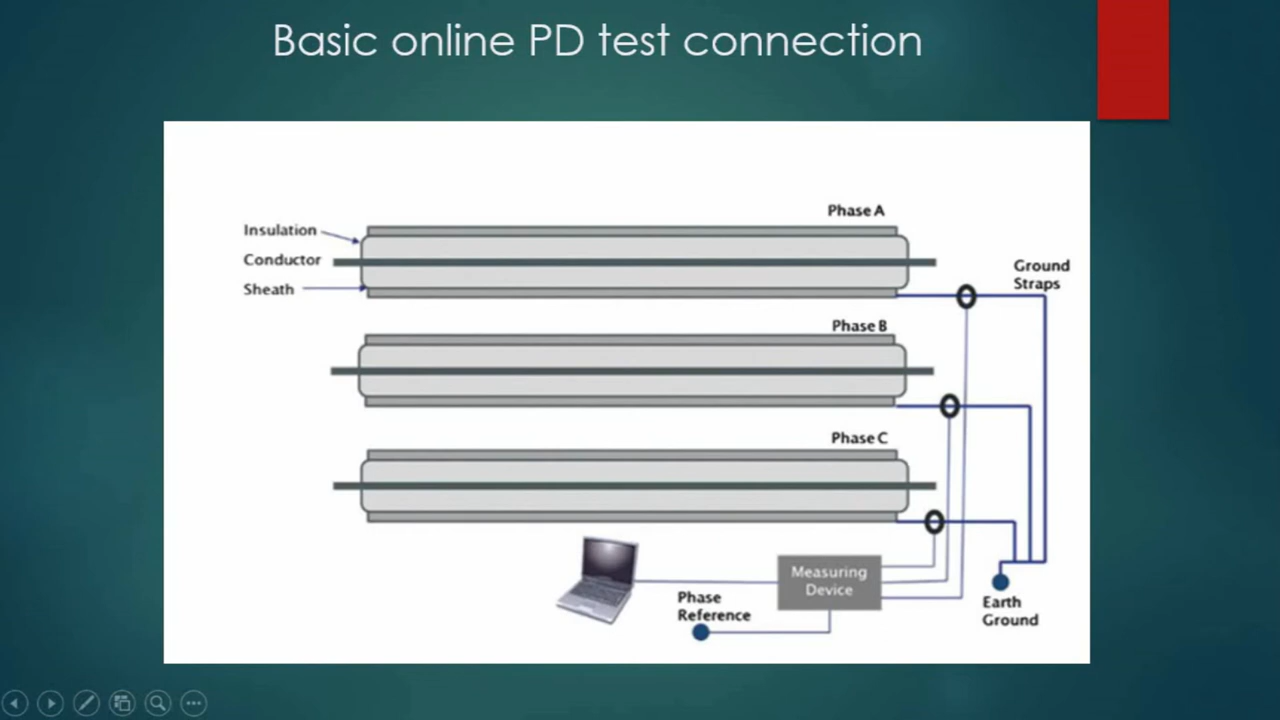 Basic online PD test connection
Phase A
Insulation
Conductor
Sheath
Ground
Straps
Phase B
Phase C
Measuring
Device
Phase
Reference
Earth
Ground